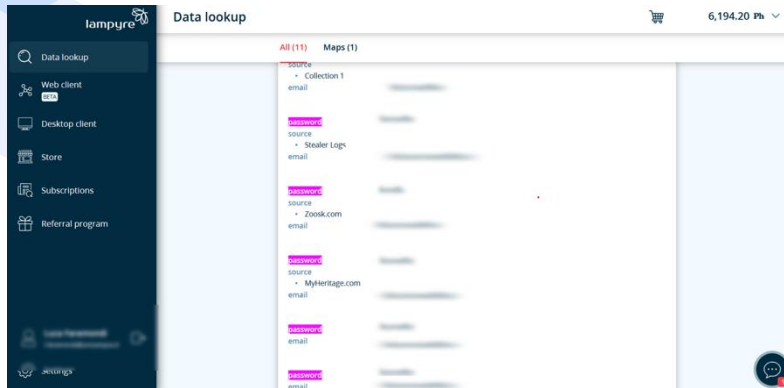 lampyre
Data lookup
6,194.20 Ph
Data lookup
Web client
BETA
Desktop client
Store
Subscriptions
Referral program
Settings
All (11) Maps (1)
source
• Collection 1
email
password
source
• Stealer Logs
email
password
source
• Zoosk.com
email
password
source
• MyHeritage.com
email
password
email
password
email